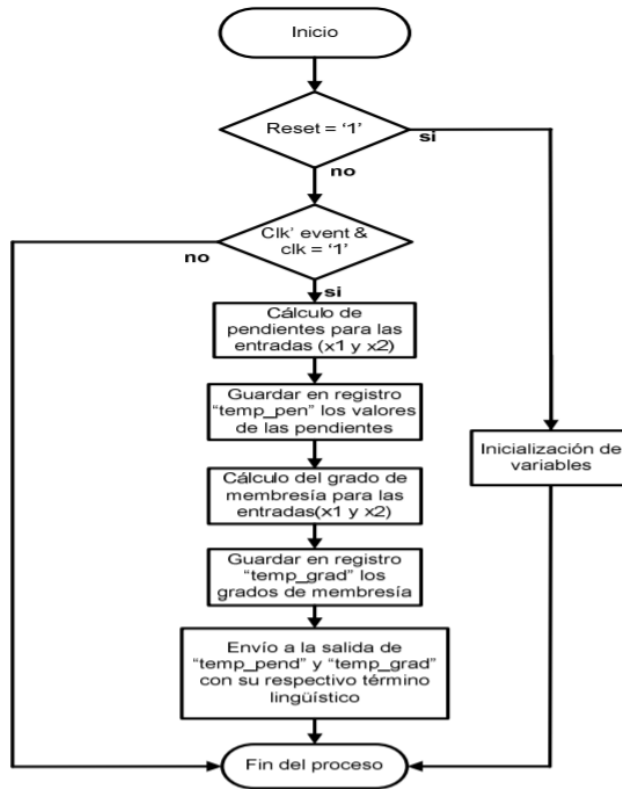 Inicio
Reset = ‘1’
si
no
Clk’ event &
clk = ‘1’
no
si
Cálculo de
pendientes para las
entradas (x1 y x2)
Guardar en registro
“temp_pen” los valores
de las pendientes
Inicialización de
variables
Cálculo del grado de
membresía para las
entradas(x1 y x2)
Guardar en registro
“temp_grad” los
grados de membresía
Envío a la salida de
“temp_pend” y “temp_grad”
con su respectivo término
lingüístico
Fin del proceso